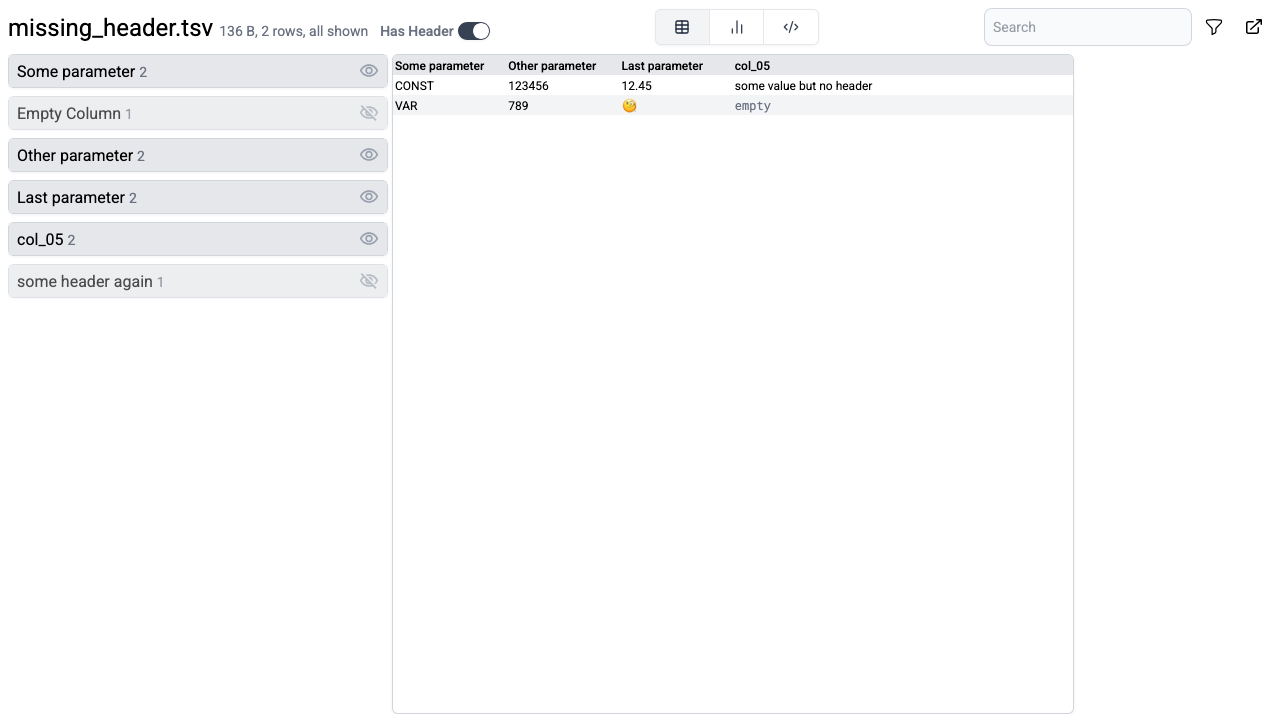 missing_header.tsv 136 B, 2 rows, all shown Has Header
Search
Some parameter 2
Empty Column 1
Other parameter 2
Last parameter 2
col_05 2
some header again 1
Some parameter Other parameter Last parameter col_05
CONST 123456 12.45 some value but no header
VAR 789 🧐 empty